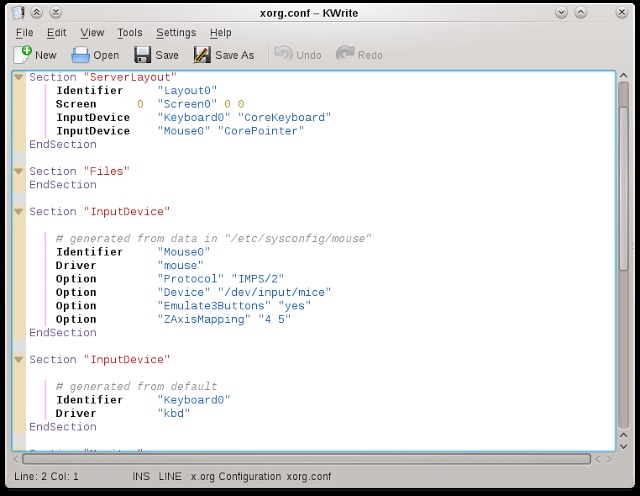 xorg.conf – KWrite
File Edit View Tools Settings Help
New Open Save Save As Undo Redo
Section "ServerLayout"
Identifier "Layout0"
Screen 0 "Screen0" 0 0
InputDevice "Keyboard0" "CoreKeyboard"
InputDevice "Mouse0" "CorePointer"
EndSection
Section "Files"
EndSection
Section "InputDevice"
# generated from data in "/etc/sysconfig/mouse"
Identifier "Mouse0"
Driver "mouse"
Option "Protocol" "IMPS/2"
Option "Device" "/dev/input/mice"
Option "Emulate3Buttons" "yes"
Option "ZAxisMapping" "4 5"
EndSection
Section "InputDevice"
# generated from default
Identifier "Keyboard0"
Driver "kbd"
EndSection
Line: 2 Col: 1 INS LINE x.org Configuration xorg.conf